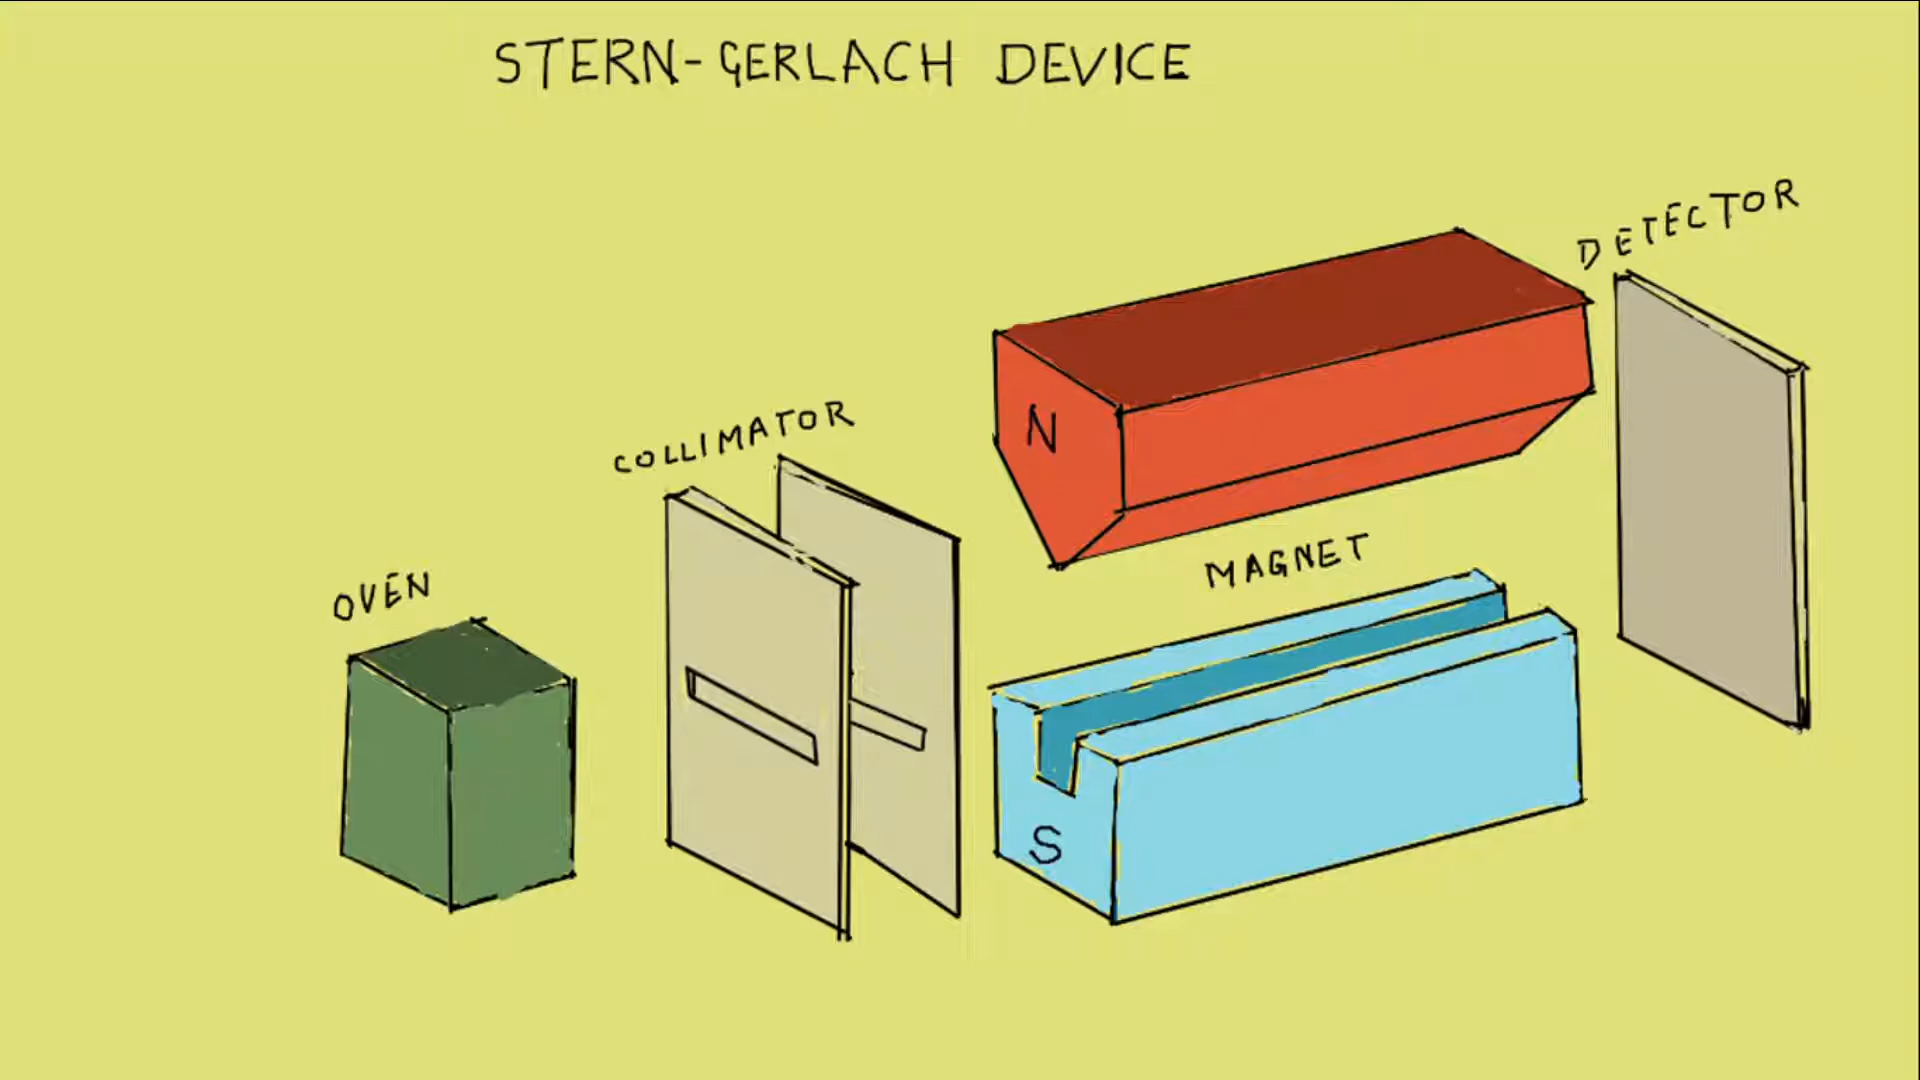 STERN-GERLACH DEVICE
DETECTOR
COLLIMATOR
N
MAGNET
OVEN
S